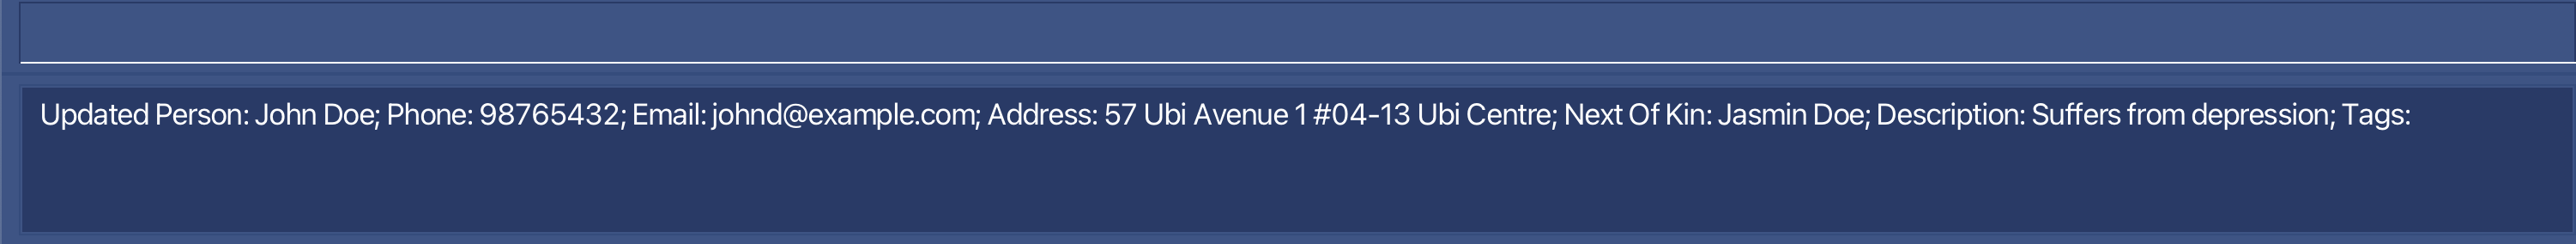 Updated Person: John Doe; Phone: 98765432; Email: johnd@example.com; Address: 57 Ubi Avenue 1 #04-13 Ubi Centre; Next Of Kin: Jasmin Doe; Description: Suffers from depression; Tags: